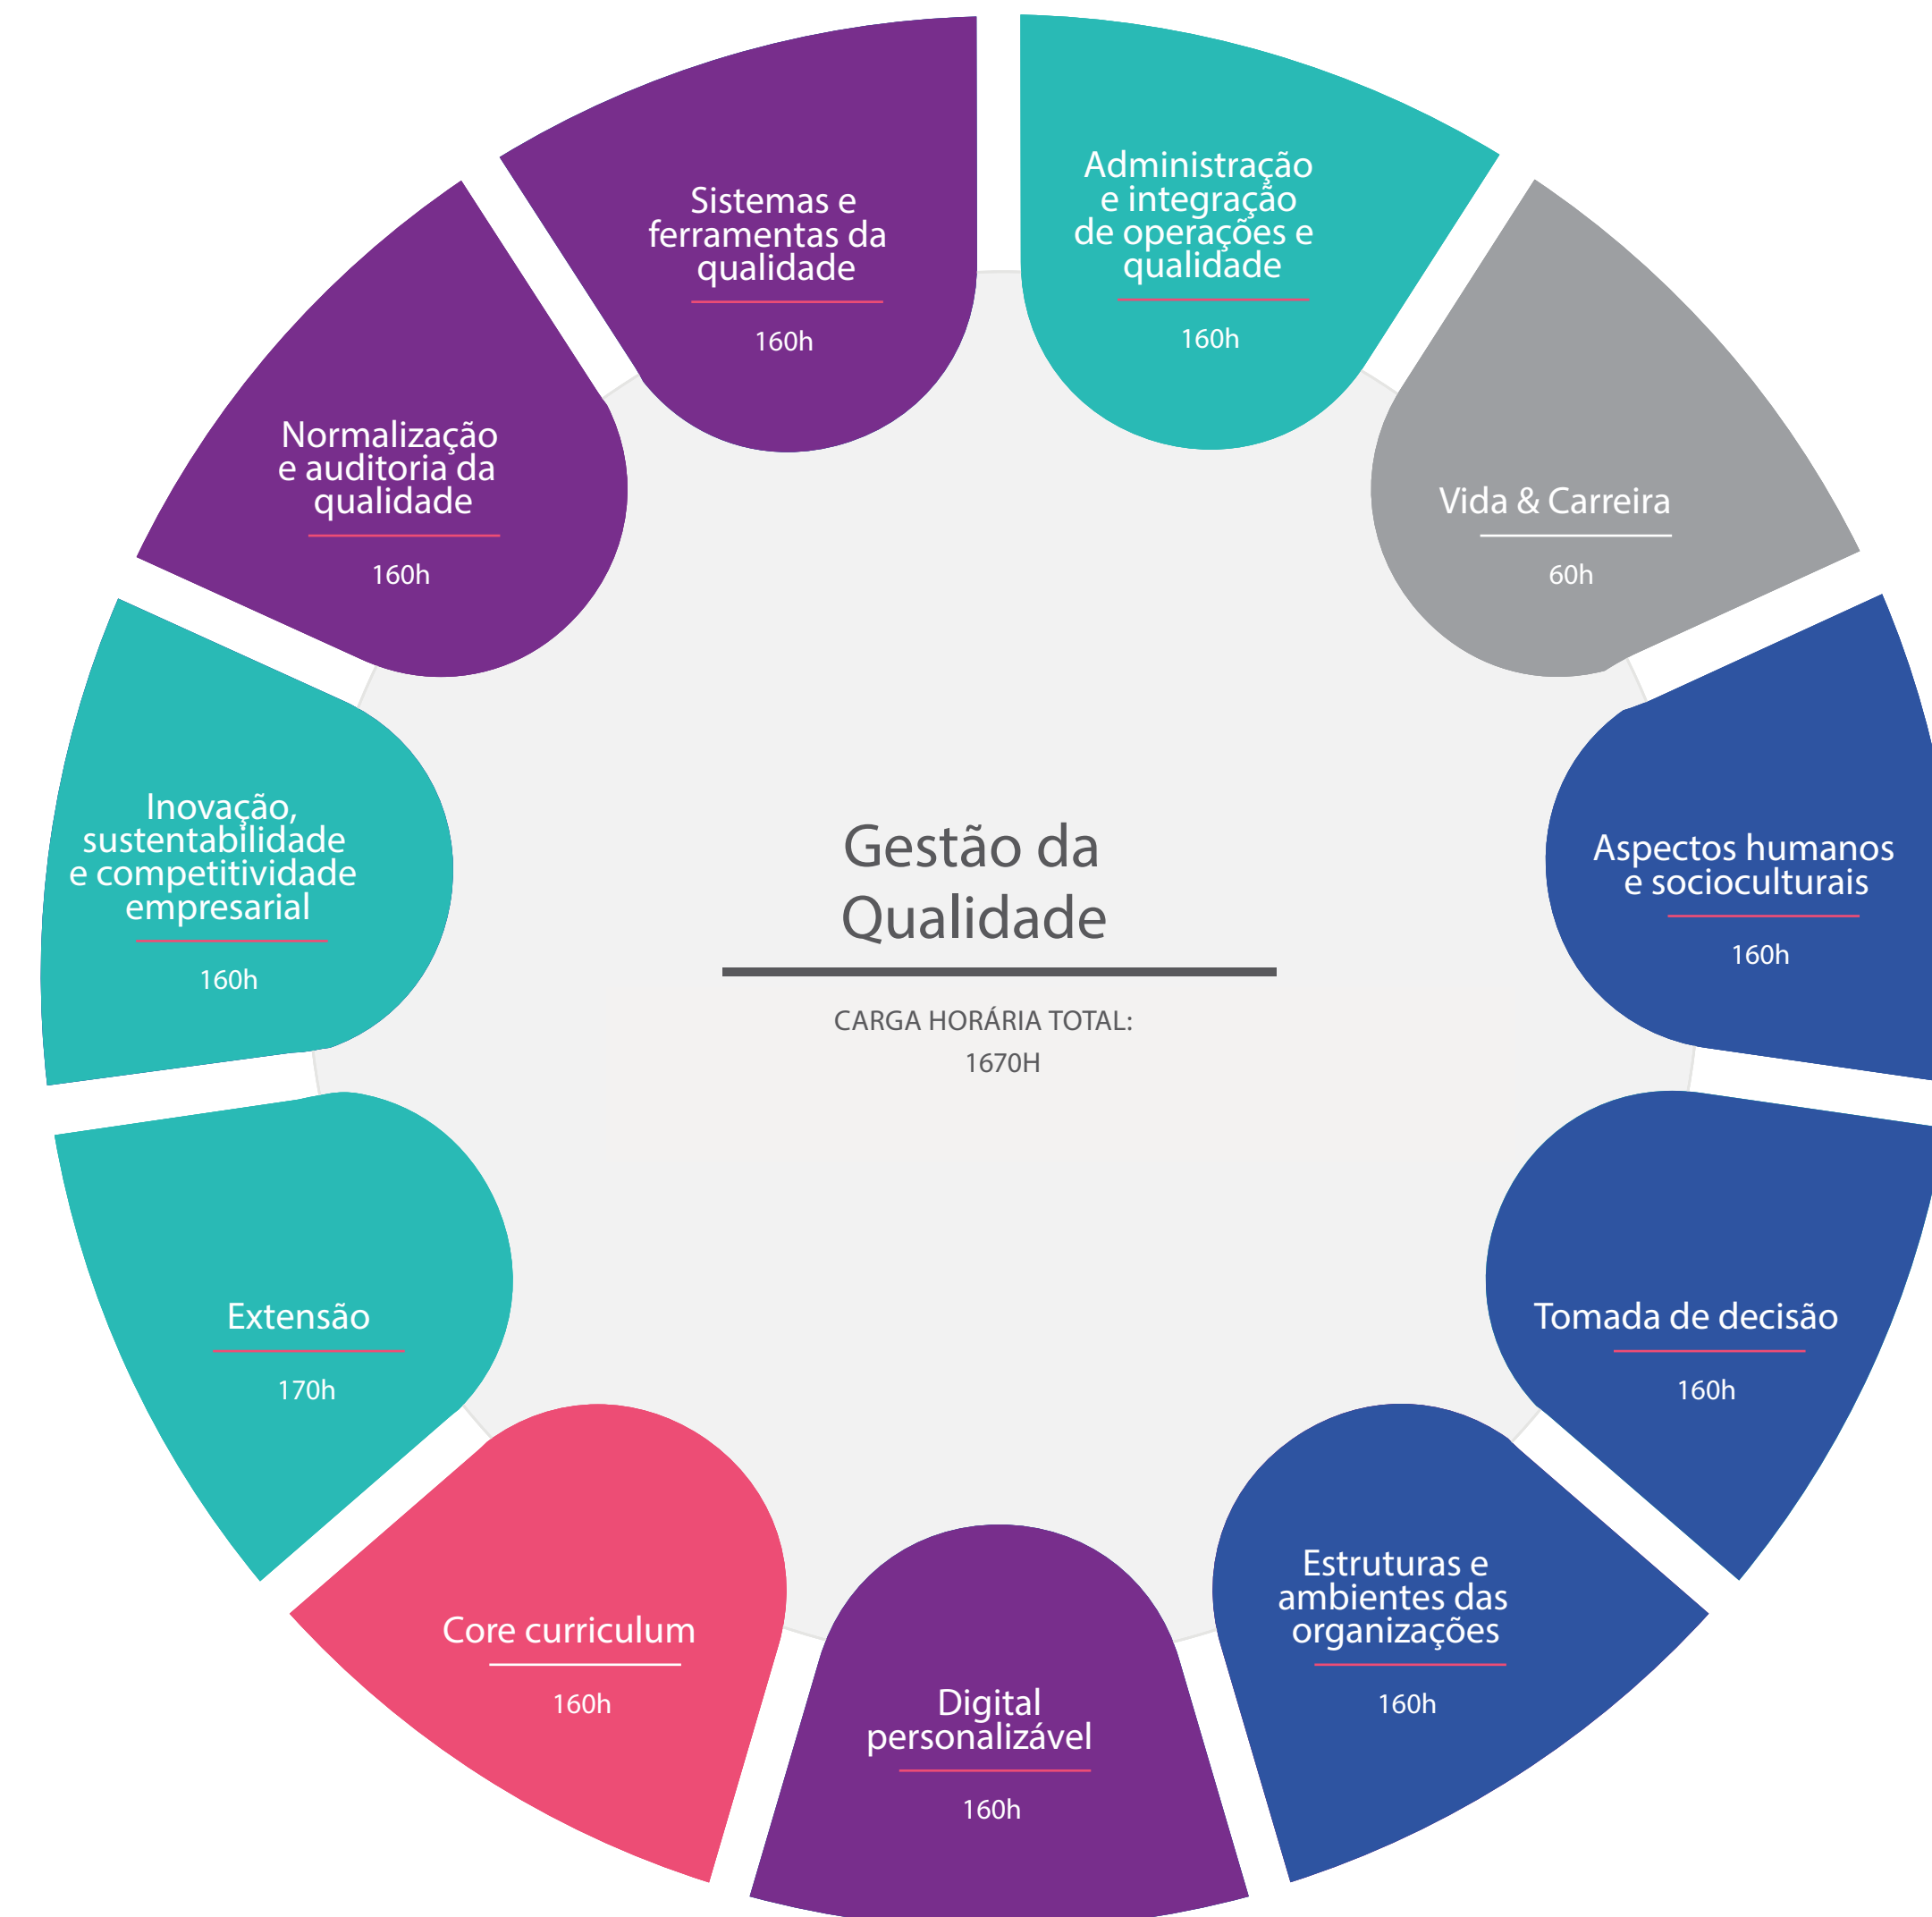 Sistemas e
ferramentas da
qualidade
160h
Administração
e integração
de operações e
qualidade
160h
Vida & Carreira
60h
Aspectos humanos
e socioculturais
160h
Tomada de decisão
160h
Estruturas e
ambientes das
organizações
160h
Digital
personalizável
160h
Core curriculum
160h
Extensão
170h
Inovação,
sustentabilidade
e competitividade
empresarial
160h
Normalização
e auditoria da
qualidade
160h
Gestão da
Qualidade
CARGA HORÁRIA TOTAL:
1670H